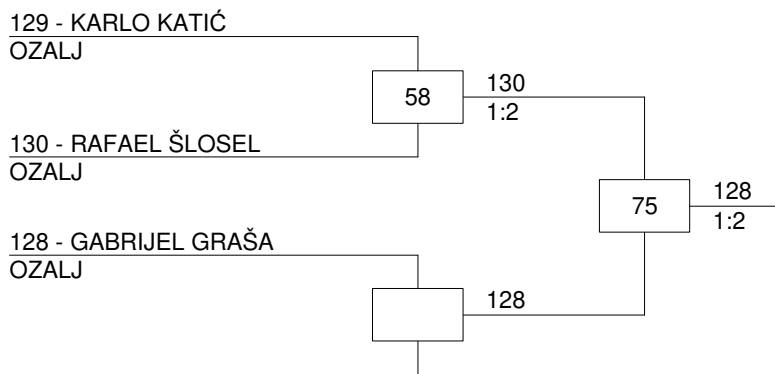 129 - KARLO KATIĆ
OZALJ
58
130
1:2
130 - RAFAEL ŠLOSEL
OZALJ
75
128
1:2
128 - GABRIJEL GRAŠA
OZALJ
128